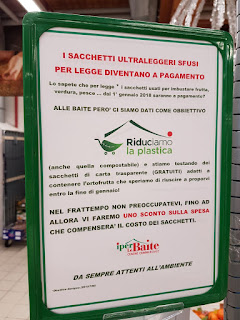 I SACCHETTI ULTRALEGGERI SFUSI
PER LEGGE DIVENTANO A PAGAMENTO
Lo sapete che per legge * i sacchetti usati per imbustare frutta,
verdura, pesce ... dal 1° gennaio 2018 saranno a pagamento?
ALLE BAITE PERO' CI SIAMO DATI COME OBIETTIVO
Riduciamo
la plastica
(anche quella compostabile) e stiamo testando dei
sacchetti di carta trasparente (GRATUITI) adatti a
contenere l'ortofrutta che speriamo di riuscire a proporvi
entro la fine di gennaio!
NEL FRATTEMPO NON PREOCCUPATEVI, FINO AD
ALLORA VI FAREMO UNO SCONTO SULLA SPESA
CHE COMPENSERA' IL COSTO DEI SACCHETTI.
iperBaite
DA SEMPRE ATTENTI ALL'AMBIENTE